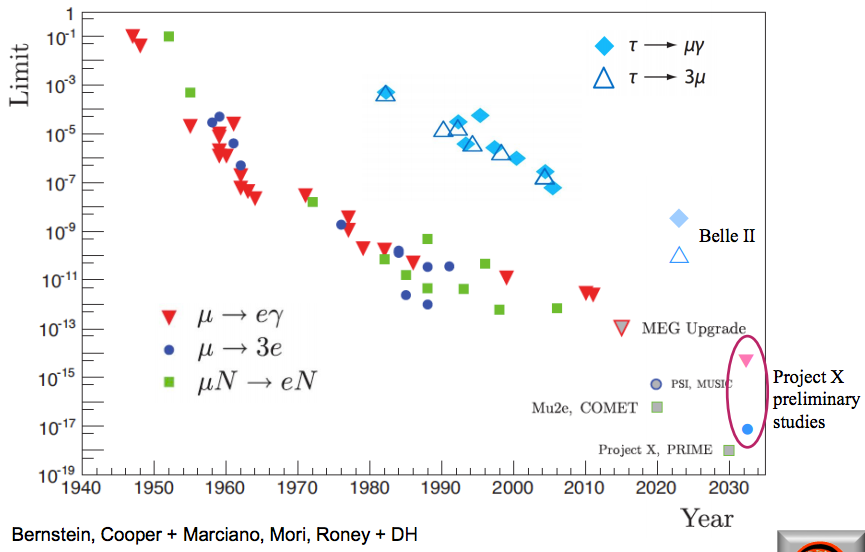 Limit
1
10⁻¹
10⁻³
10⁻⁵
10⁻⁷
10⁻⁹
10⁻¹¹
10⁻¹³
10⁻¹⁵
10⁻¹⁷
10⁻¹⁹
τ → μγ
τ → 3μ
Belle II
μ → eγ
μ → 3e
μN → eN
MEG Upgrade
PSI, MUSIC
Mu2e, COMET
Project X, PRIME
Project X
preliminary
studies
1940 1950 1960 1970 1980 1990 2000 2010 2020 2030
Year
Bernstein, Cooper + Marciano, Mori, Roney + DH